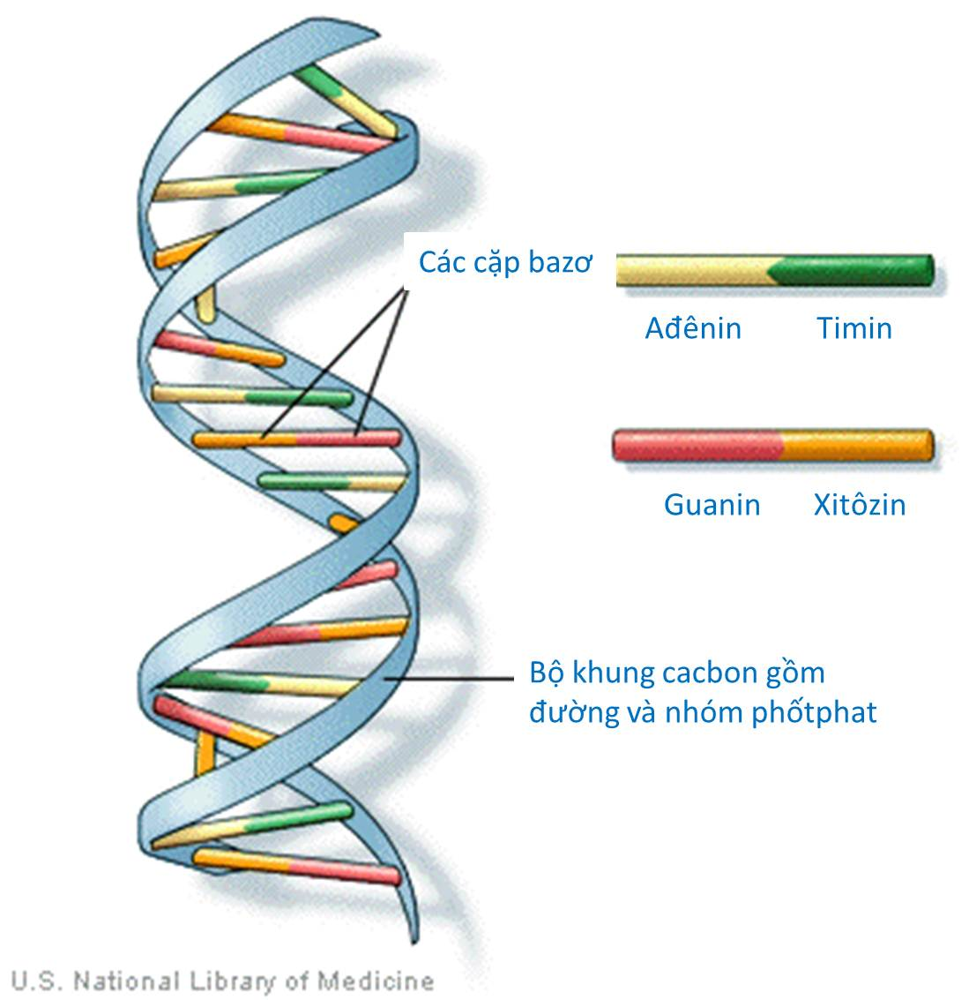 Các cặp bazơ
Ađênin Timin
Guanin Xitôzin
Bộ khung cacbon gồm
đường và nhóm phốtphat
U.S. National Library of Medicine